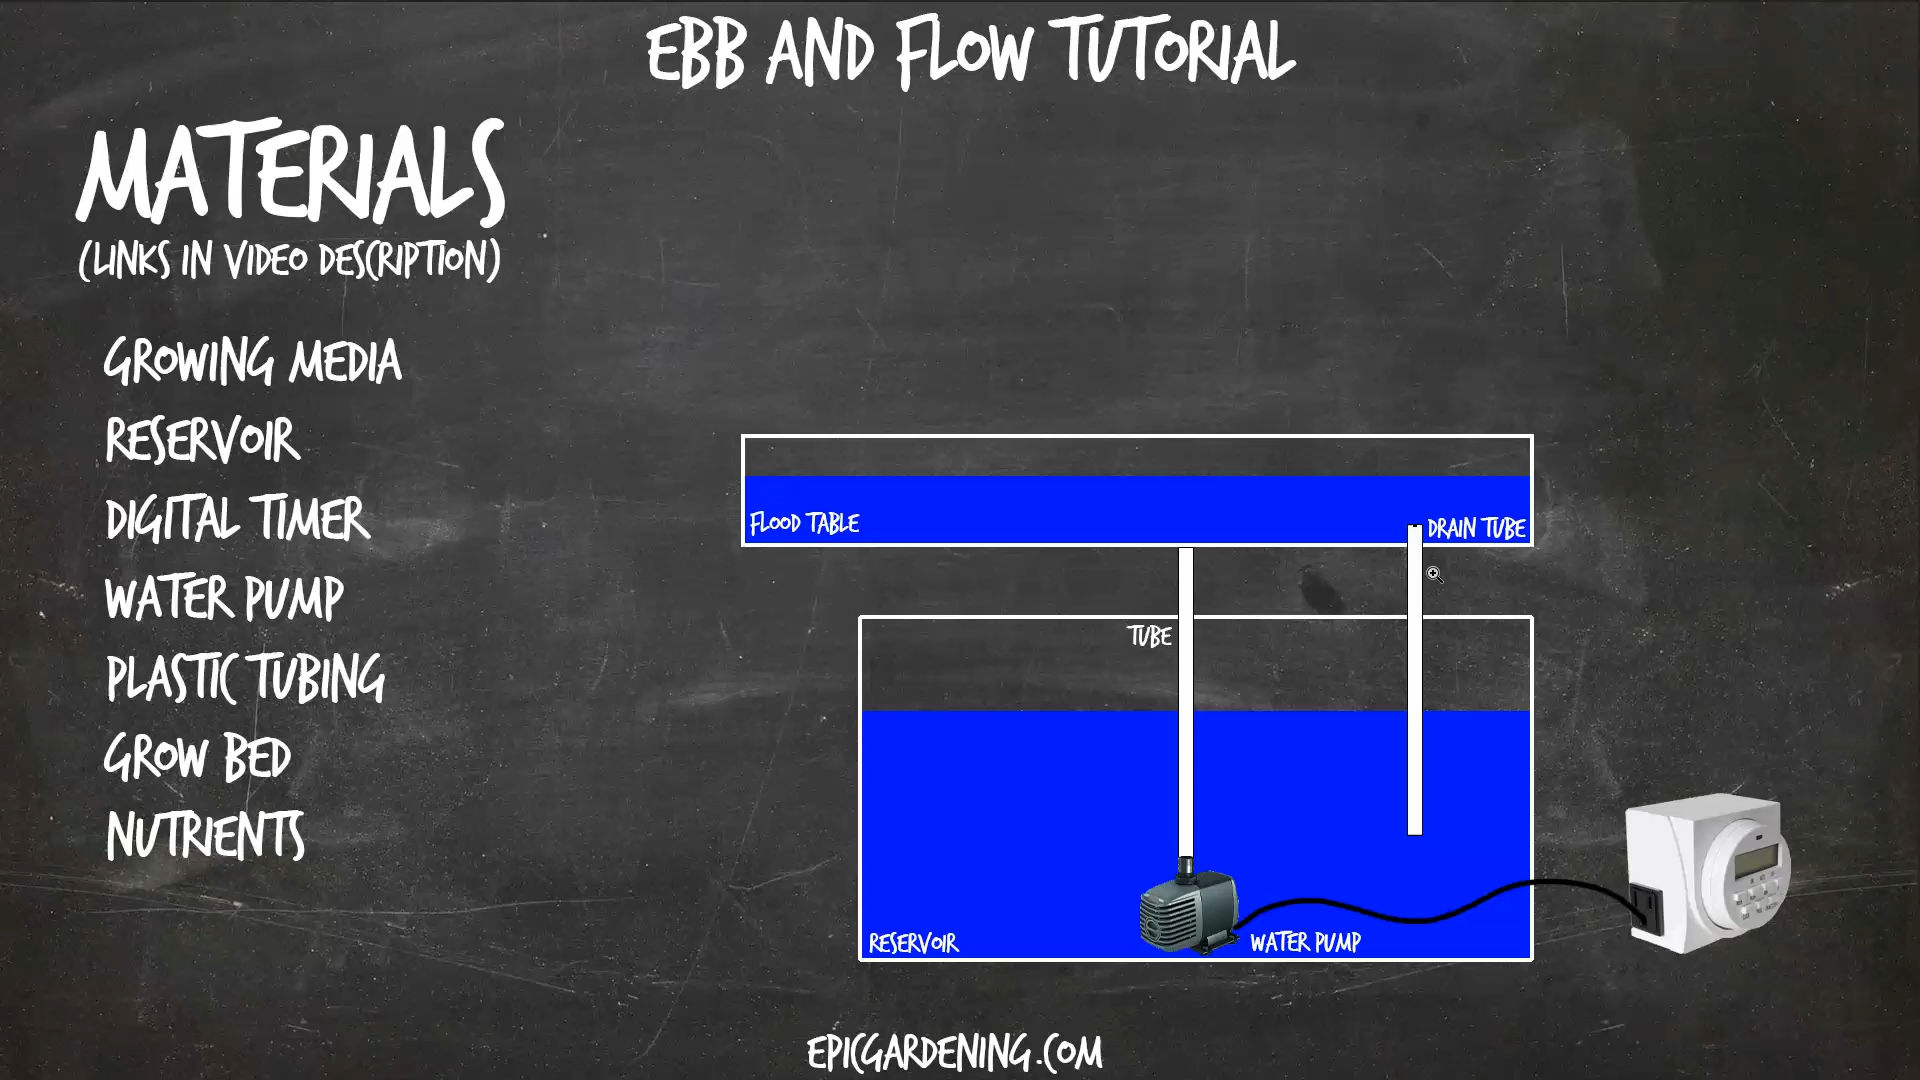 EBB AND FLOW TUTORIAL
MATERIALS
(LINKS IN VIDEO DESCRIPTION)
GROWING MEDIA
RESERVOIR
DIGITAL TIMER
WATER PUMP
PLASTIC TUBING
GROW BED
NUTRIENTS
FLOOD TABLE
DRAIN TUBE
TUBE
RESERVOIR
WATER PUMP
EPICGARDENING.COM